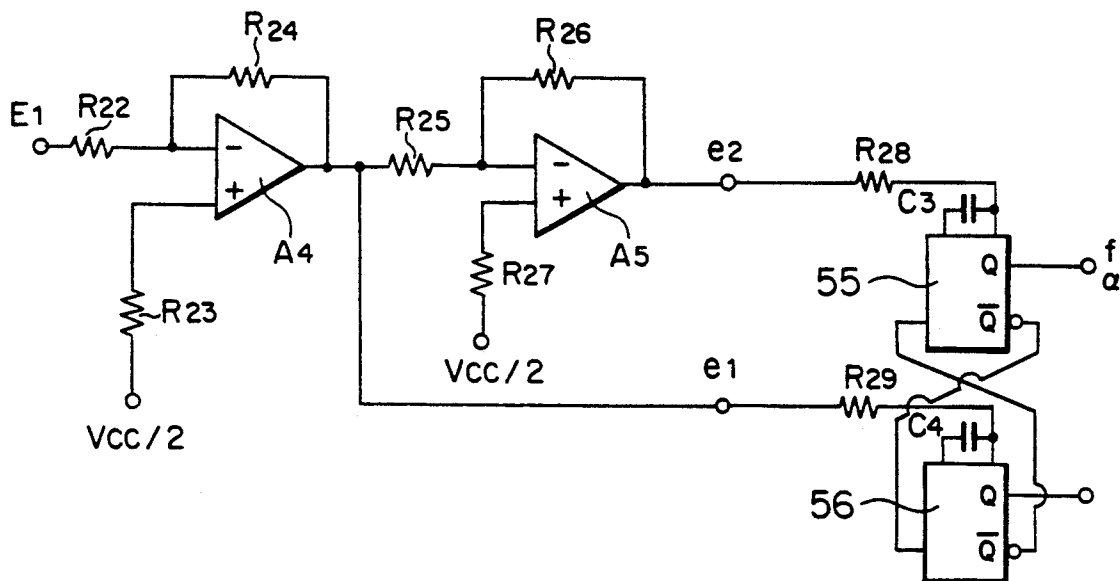 R24
R26
E1
R22
R25
e2
R28
A4
A5
C3
R23
R27
55
Q
f
α
Q̅
VCC/2
VCC/2
e1
R29
C4
56
Q
Q̅